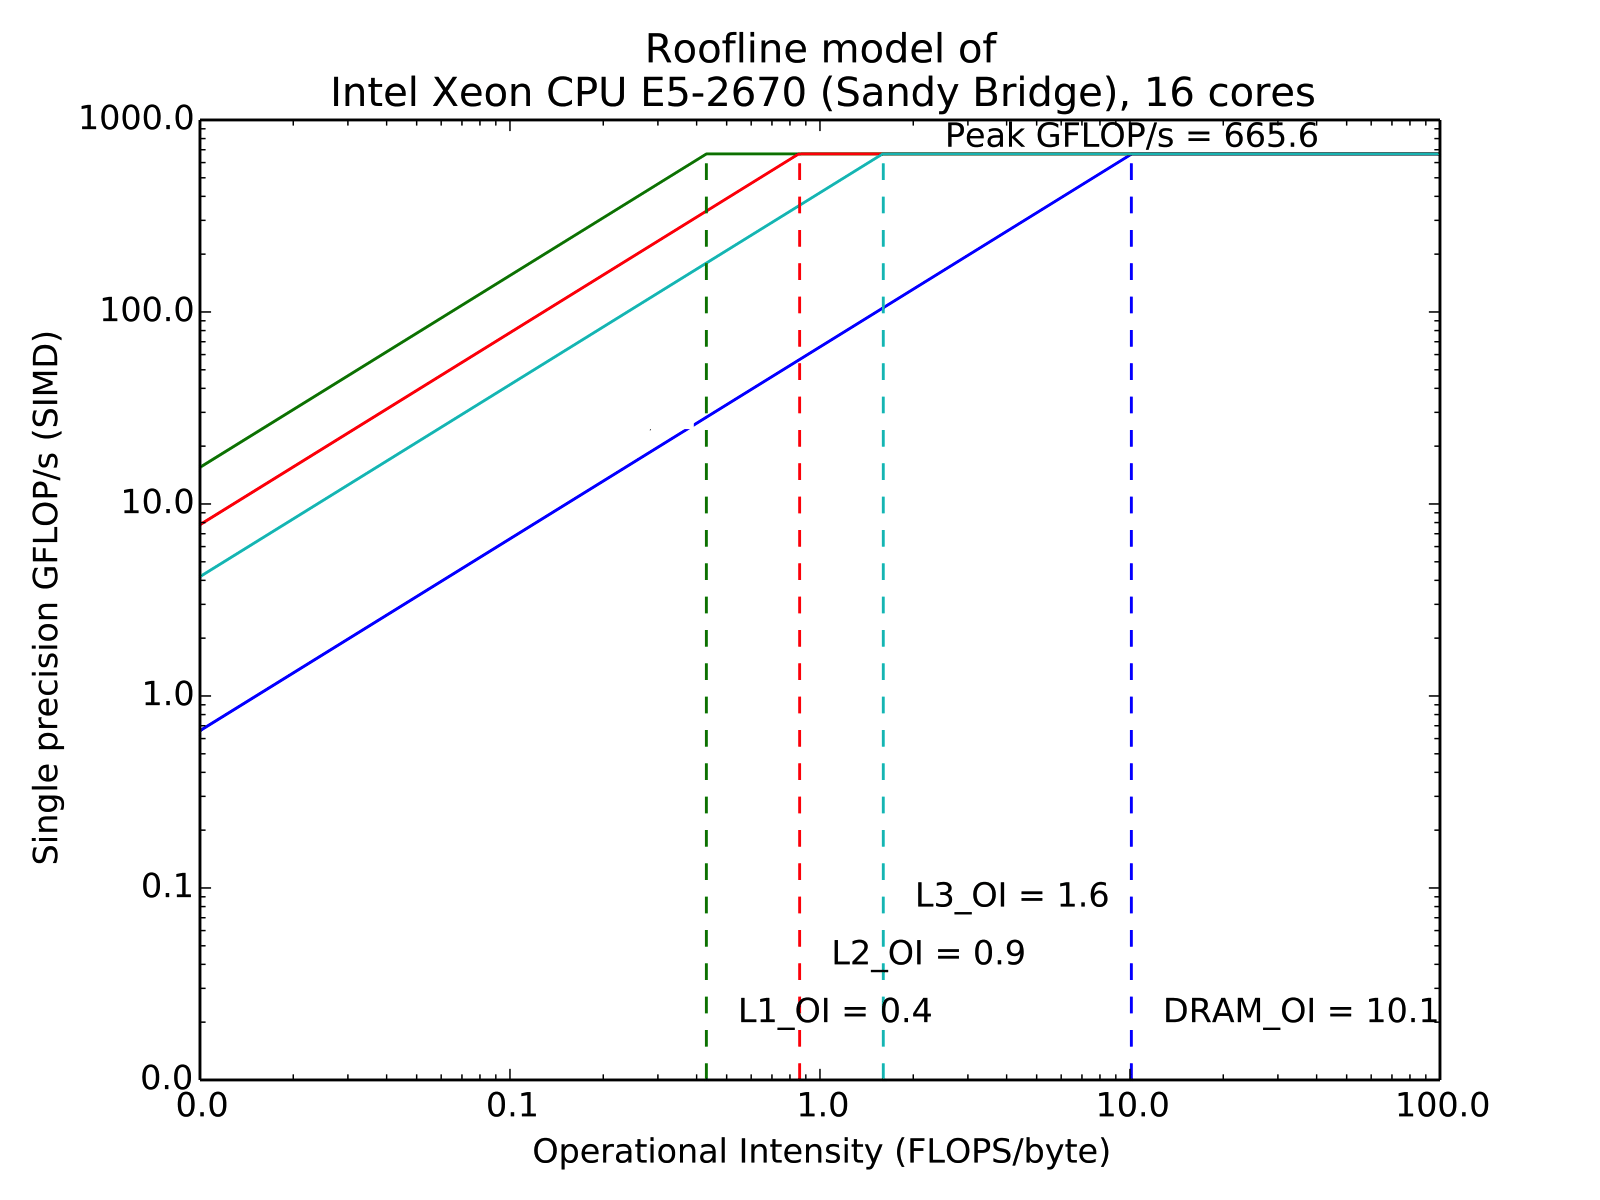 Roofline model of
Intel Xeon CPU E5-2670 (Sandy Bridge), 16 cores
1000.0
Peak GFLOP/s = 665.6
100.0
10.0
1.0
0.1
0.0
Single precision GFLOP/s (SIMD)
L3_OI = 1.6
L2_OI = 0.9
L1_OI = 0.4
DRAM_OI = 10.1
0.0 0.1 1.0 10.0 100.0
Operational Intensity (FLOPS/byte)